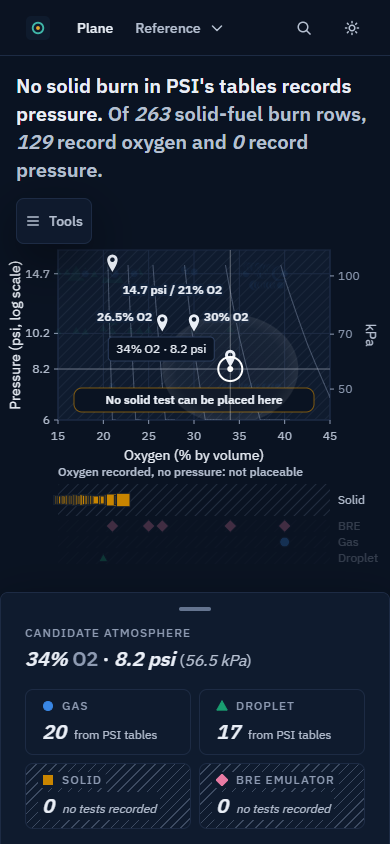 Plane Reference
No solid burn in PSI's tables records
pressure. Of 263 solid-fuel burn rows,
129 record oxygen and 0 record
pressure.
Tools
Pressure (psi, log scale)
14.7
10.2
8.2
6
14.7 psi / 21% O2
26.5% O2
30% O2
34% O2 · 8.2 psi
No solid test can be placed here
100
70
50
kPa
15 20 25 30 35 40 45
Oxygen (% by volume)
Oxygen recorded, no pressure: not placeable
Solid
BRE
Gas
Droplet
CANDIDATE ATMOSPHERE
34% O2 · 8.2 psi (56.5 kPa)
GAS
20 from PSI tables
DROPLET
17 from PSI tables
SOLID
0 no tests recorded
BRE EMULATOR
0 no tests recorded